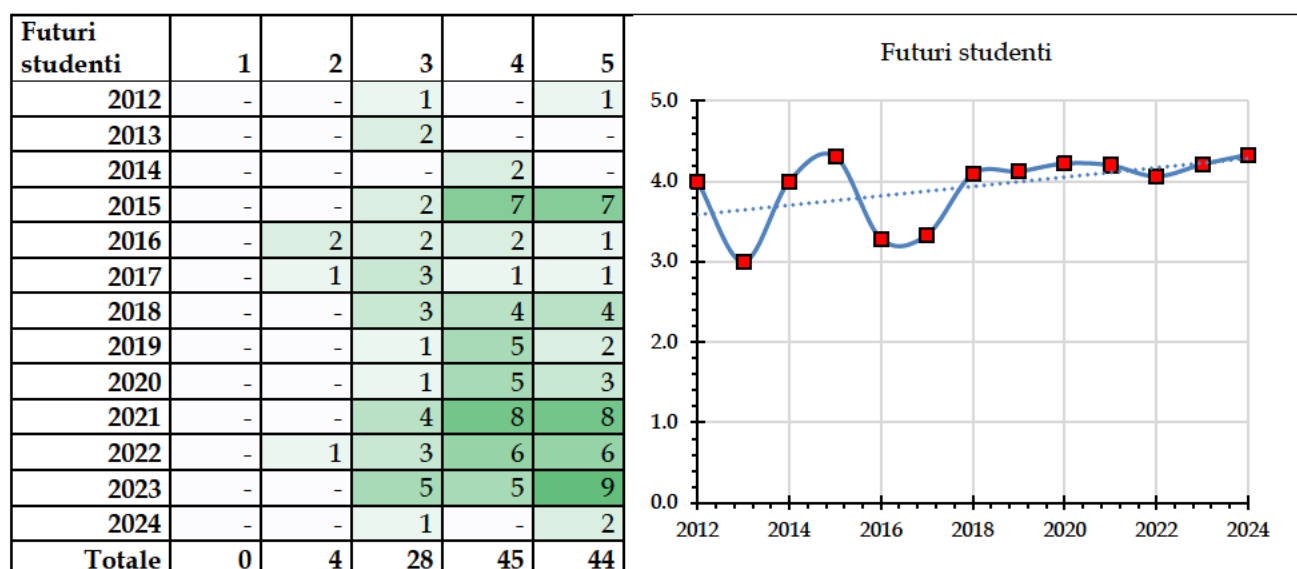 Futuri
studenti 1 2 3 4 5
2012 - - 1 - 1
2013 - - 2 - -
2014 - - - 2 -
2015 - - 2 7 7
2016 - 2 2 2 1
2017 - 1 3 1 1
2018 - - 3 4 4
2019 - - 1 5 2
2020 - - 1 5 3
2021 - - 4 8 8
2022 - 1 3 6 6
2023 - - 5 5 9
2024 - - 1 - 2
Totale 0 4 28 45 44
Futuri studenti
5.0
4.0
3.0
2.0
1.0
0.0
2012 2014 2016 2018 2020 2022 2024